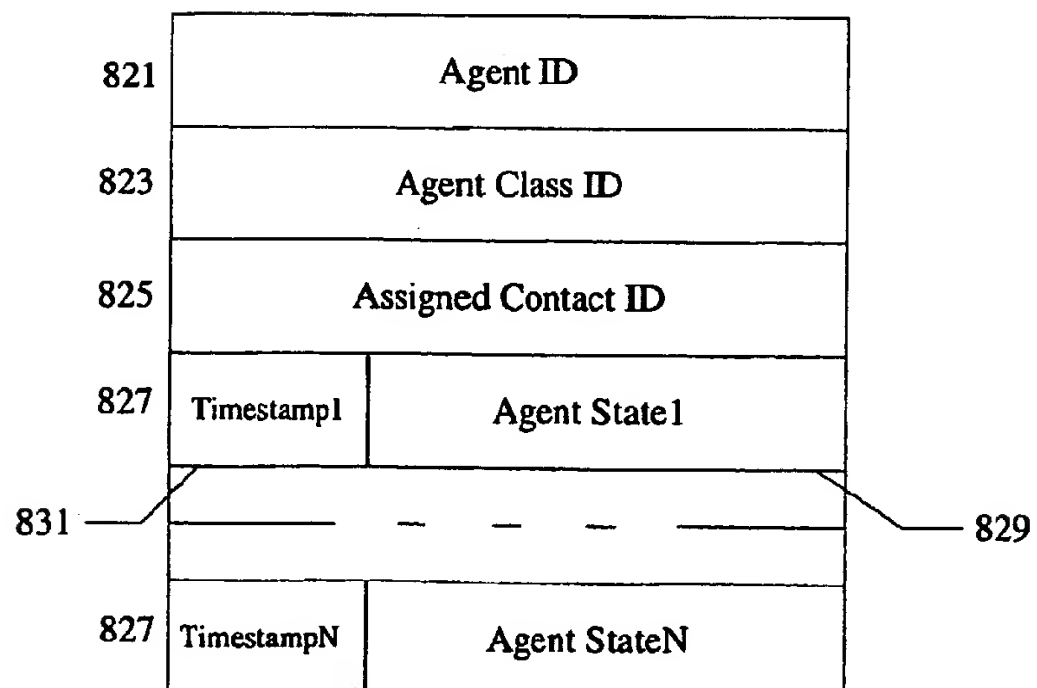 821 Agent ID
823 Agent Class ID
825 Assigned Contact ID
827 Timestamp1 Agent State1
831 829
827 TimestampN Agent StateN